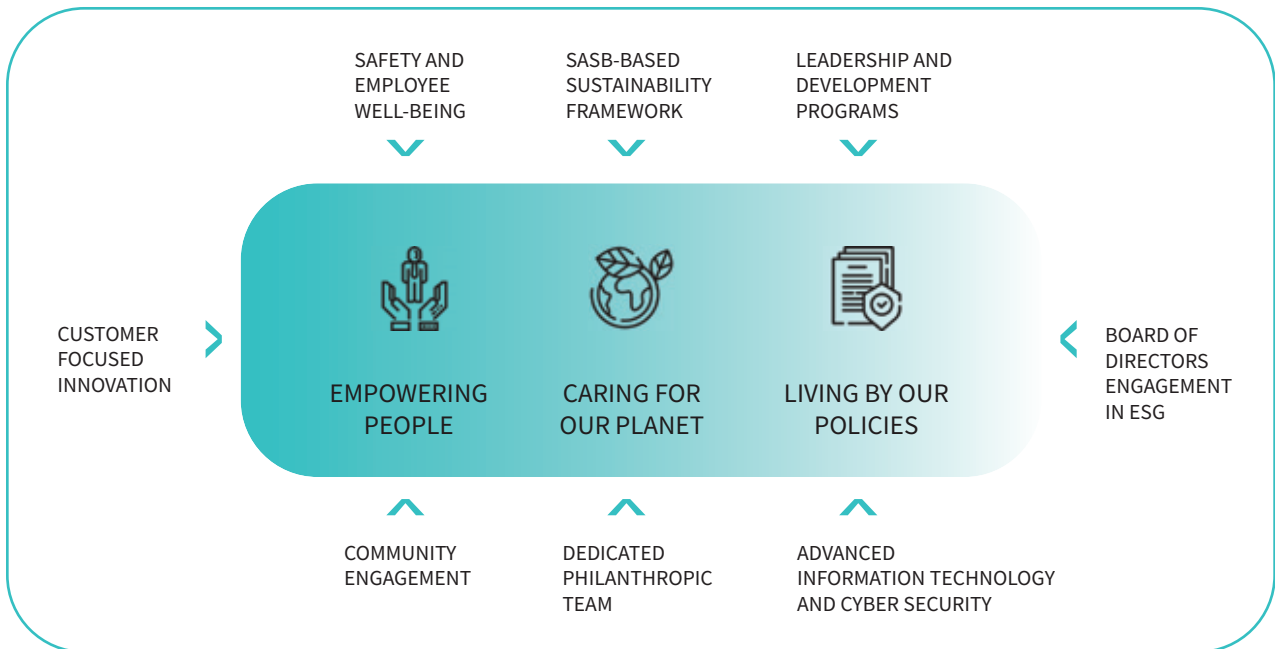 SAFETY AND
EMPLOYEE
WELL-BEING
SASB-BASED
SUSTAINABILITY
FRAMEWORK
LEADERSHIP AND
DEVELOPMENT
PROGRAMS
CUSTOMER
FOCUSED
INNOVATION
EMPOWERING
PEOPLE
CARING FOR
OUR PLANET
LIVING BY OUR
POLICIES
BOARD OF
DIRECTORS
ENGAGEMENT
IN ESG
COMMUNITY
ENGAGEMENT
DEDICATED
PHILANTHROPIC
TEAM
ADVANCED
INFORMATION TECHNOLOGY
AND CYBER SECURITY